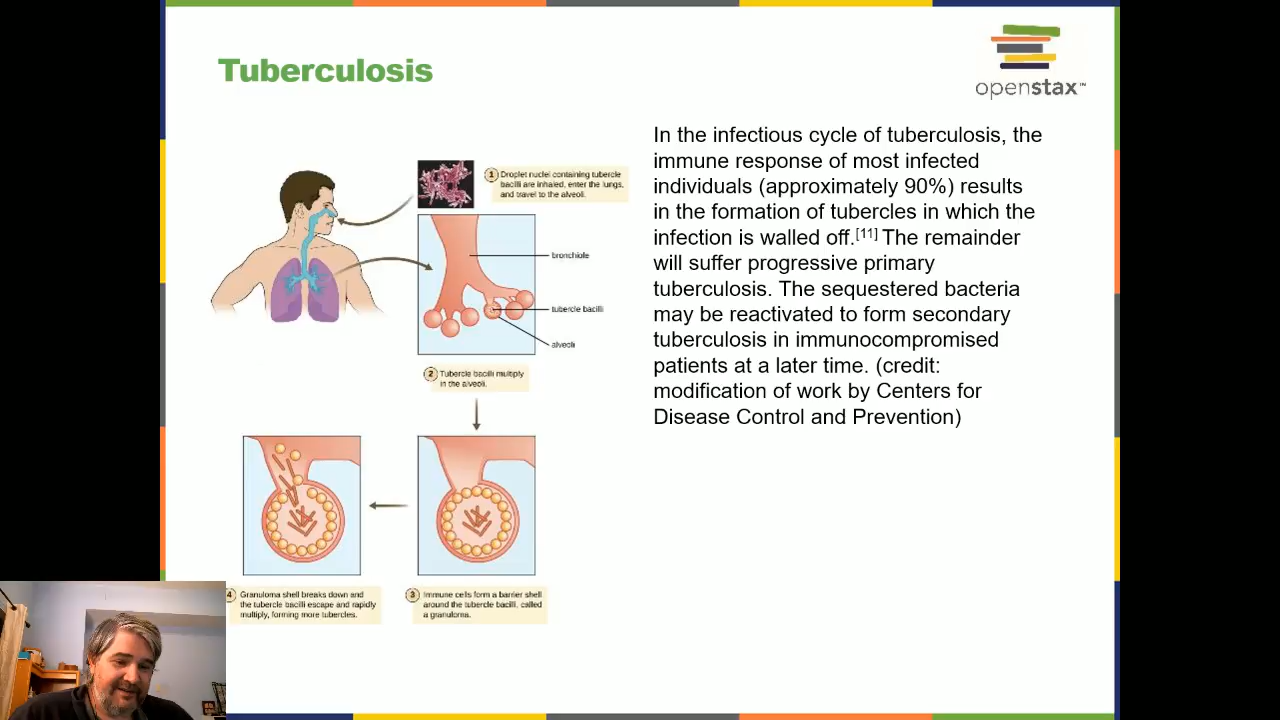 Tuberculosis
openstax™
1 Droplet nuclei containing tubercle
bacilli are inhaled, enter the lungs,
and travel to the alveoli.
bronchiole
tubercle bacilli
alveoli
2 Tubercle bacilli multiply
in the alveoli.
4 Granuloma shell breaks down and
the tubercle bacilli escape and rapidly
multiply, forming more tubercles.
3 Immune cells form a barrier shell
around the tubercle bacilli, called
a granuloma.
In the infectious cycle of tuberculosis, the
immune response of most infected
individuals (approximately 90%) results
in the formation of tubercles in which the
infection is walled off.[11] The remainder
will suffer progressive primary
tuberculosis. The sequestered bacteria
may be reactivated to form secondary
tuberculosis in immunocompromised
patients at a later time. (credit:
modification of work by Centers for
Disease Control and Prevention)